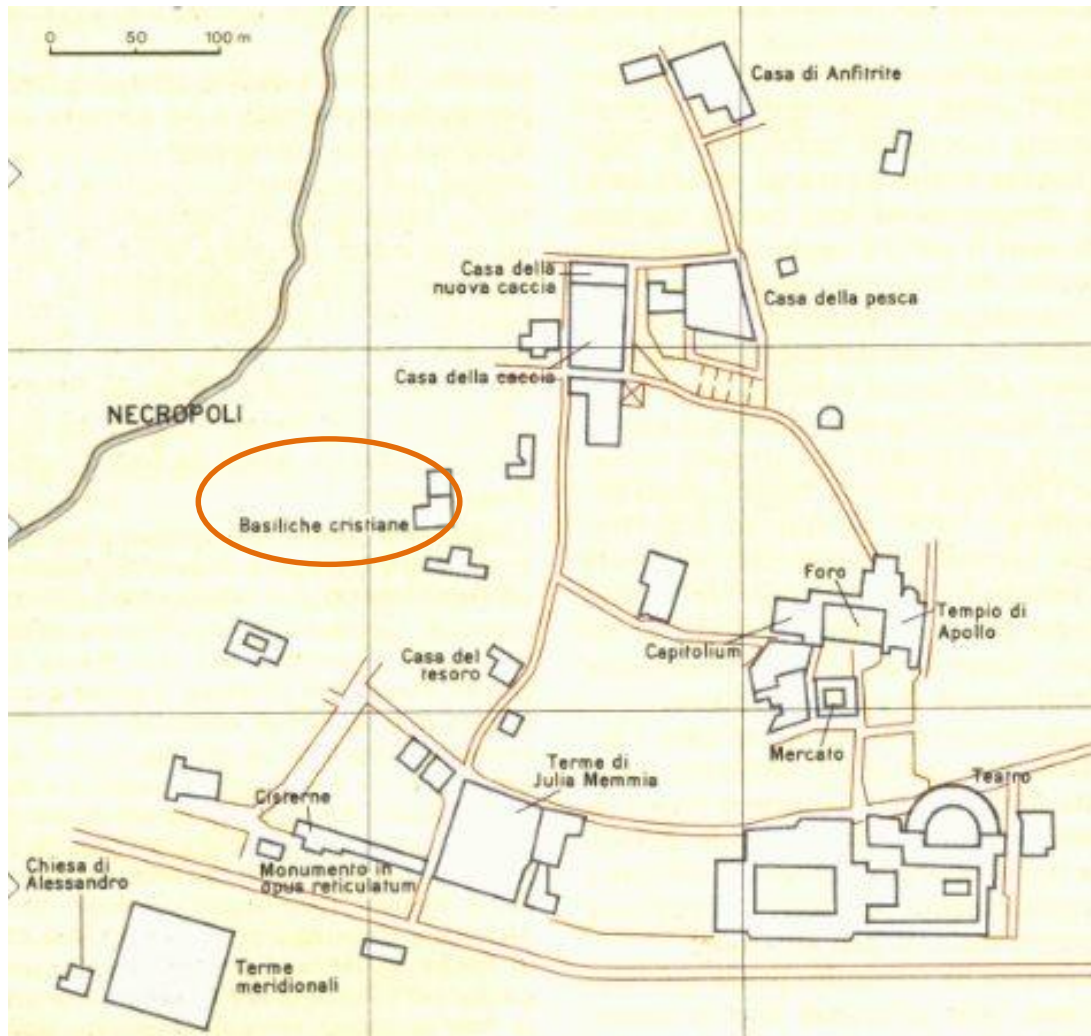 0 50 100 m
Casa di Anfitrite
Casa della
nuova caccia
Casa della pesca
Casa della caccia
NECROPOLI
Basiliche cristiane
Foro
Tempio di
Apollo
Capitolium
Casa del
tesoro
Mercato
Terme di
Julia Memmia
Teatro
Cisterne
Monumento in
opus reticulatum
Chiesa di
Alessandro
Terme
meridionali